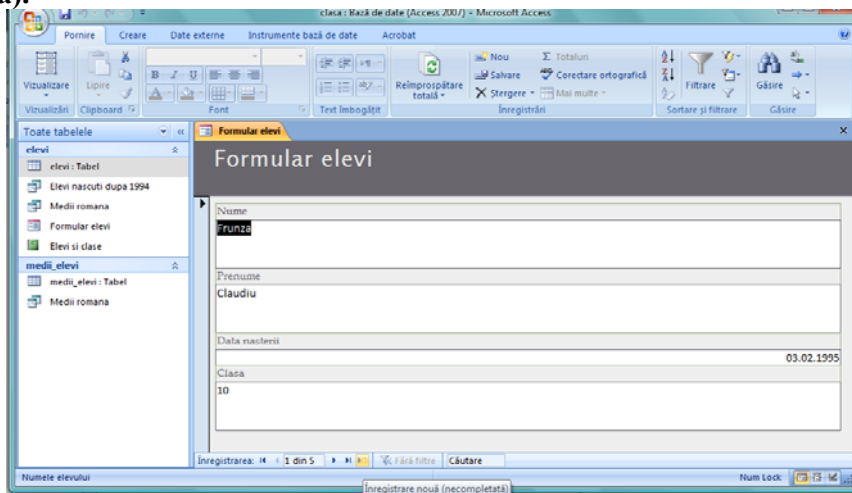 clasa : Bază de date (Access 2007) - Microsoft Access
Pornire Creare Date externe Instrumente bază de date Acrobat
Vizualizare Lipire Reîmprospătare totală Nou Salvare Ștergere Totaluri Corectare ortografică Mai multe Filtrare Găsire
Vizualizări Clipboard Font Text îmbogățit Înregistrări Sortare și filtrare Găsire
Toate tabelele
elevi
elevi : Tabel
Elevi nascuti dupa 1994
Medii romana
Formular elevi
Elevi si clase
medii_elevi
medii_elevi : Tabel
Medii romana
Formular elevi
Formular elevi
Nume
Frunza
Prenume
Claudiu
Data nasterii
03.02.1995
Clasa
10
Înregistrarea: 1 din 5 Fără filtre Căutare
Numele elevului Num Lock
Înregistrare nouă (necompletată)